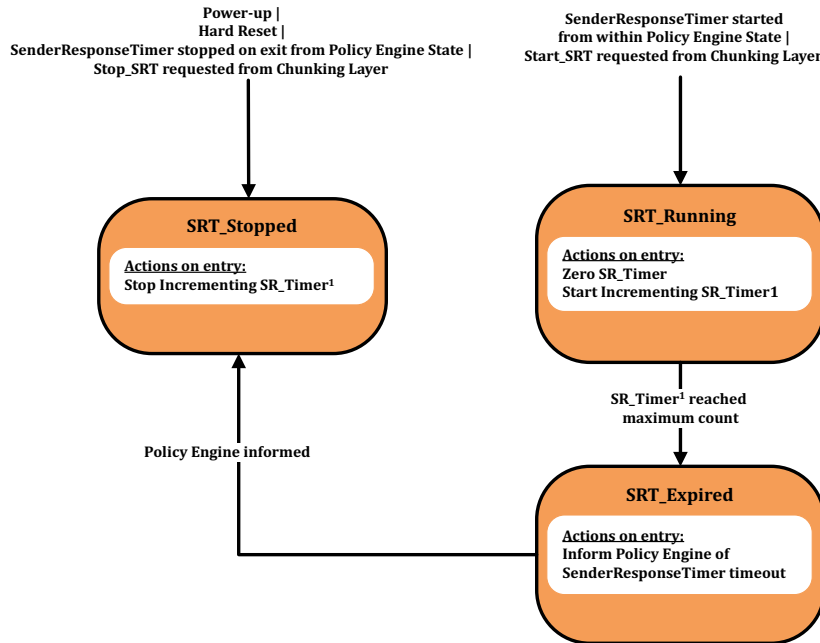 Power-up |
Hard Reset |
SenderResponseTimer stopped on exit from Policy Engine State |
Stop_SRT requested from Chunking Layer
SenderResponseTimer started
from within Policy Engine State |
Start_SRT requested from Chunking Layer
SRT_Stopped
Actions on entry:
Stop Incrementing SR_Timer¹
SRT_Running
Actions on entry:
Zero SR_Timer
Start Incrementing SR_Timer1
SR_Timer¹ reached
maximum count
Policy Engine informed
SRT_Expired
Actions on entry:
Inform Policy Engine of
SenderResponseTimer timeout